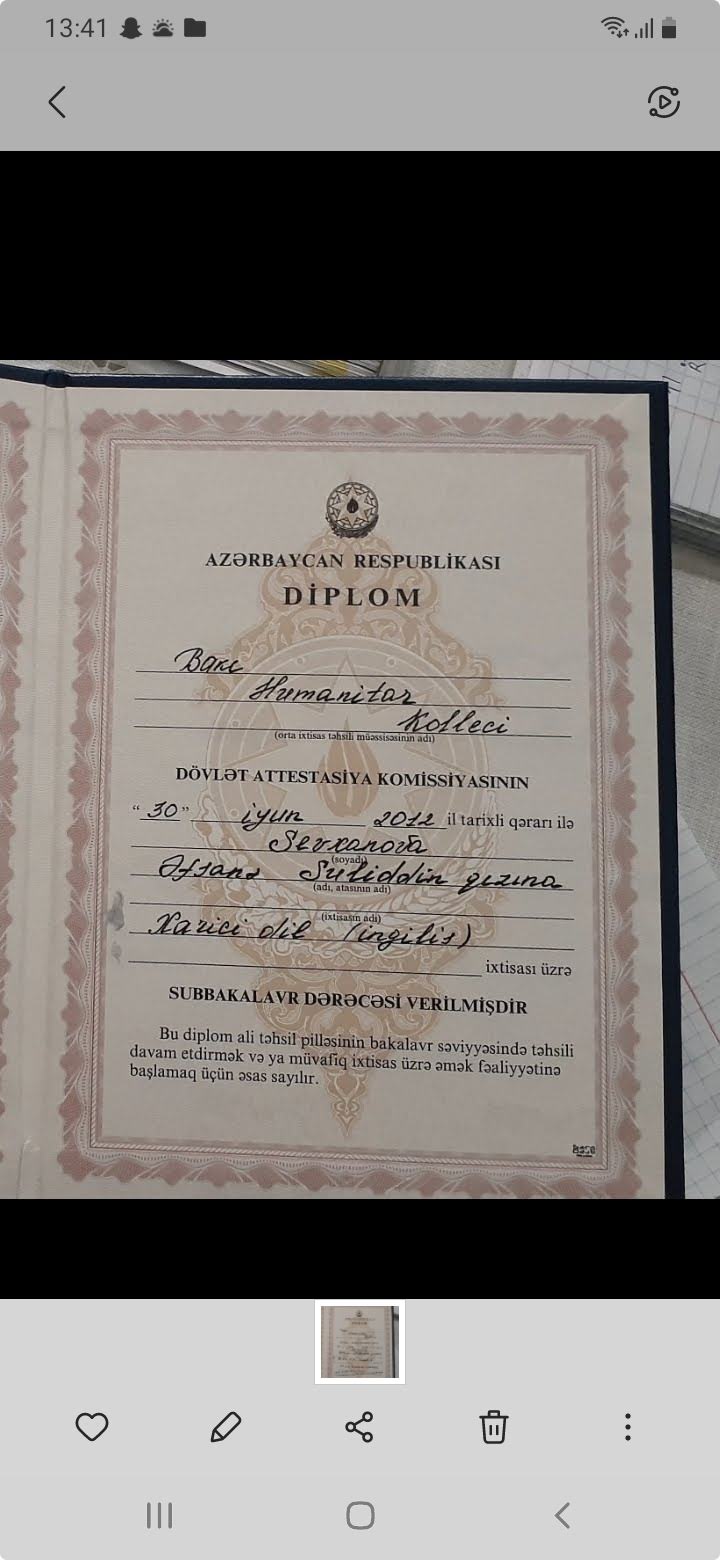 13:41
AZƏRBAYCAN RESPUBLİKASI
DİPLOM
Bakı
Humanitar
Kolleci
(orta ixtisas təhsili müəssisəsinin adı)
DÖVLƏT ATTESTASİYA KOMİSSİYASININ
“ 30 ” iyun 2012 il tarixli qərarı ilə
Sevxanova
(soyadı)
Əfsanə Sufiddin qızına
(adı, atasının adı)
(ixtisasın adı)
Xarici dil (ingilis)
ixtisası üzrə
SUBBAKALAVR DƏRƏCƏSİ VERİLMİŞDİR
Bu diplom ali təhsil pilləsinin bakalavr səviyyəsində təhsili
davam etdirmək və ya müvafiq ixtisas üzrə əmək fəaliyyətinə
başlamaq üçün əsas sayılır.